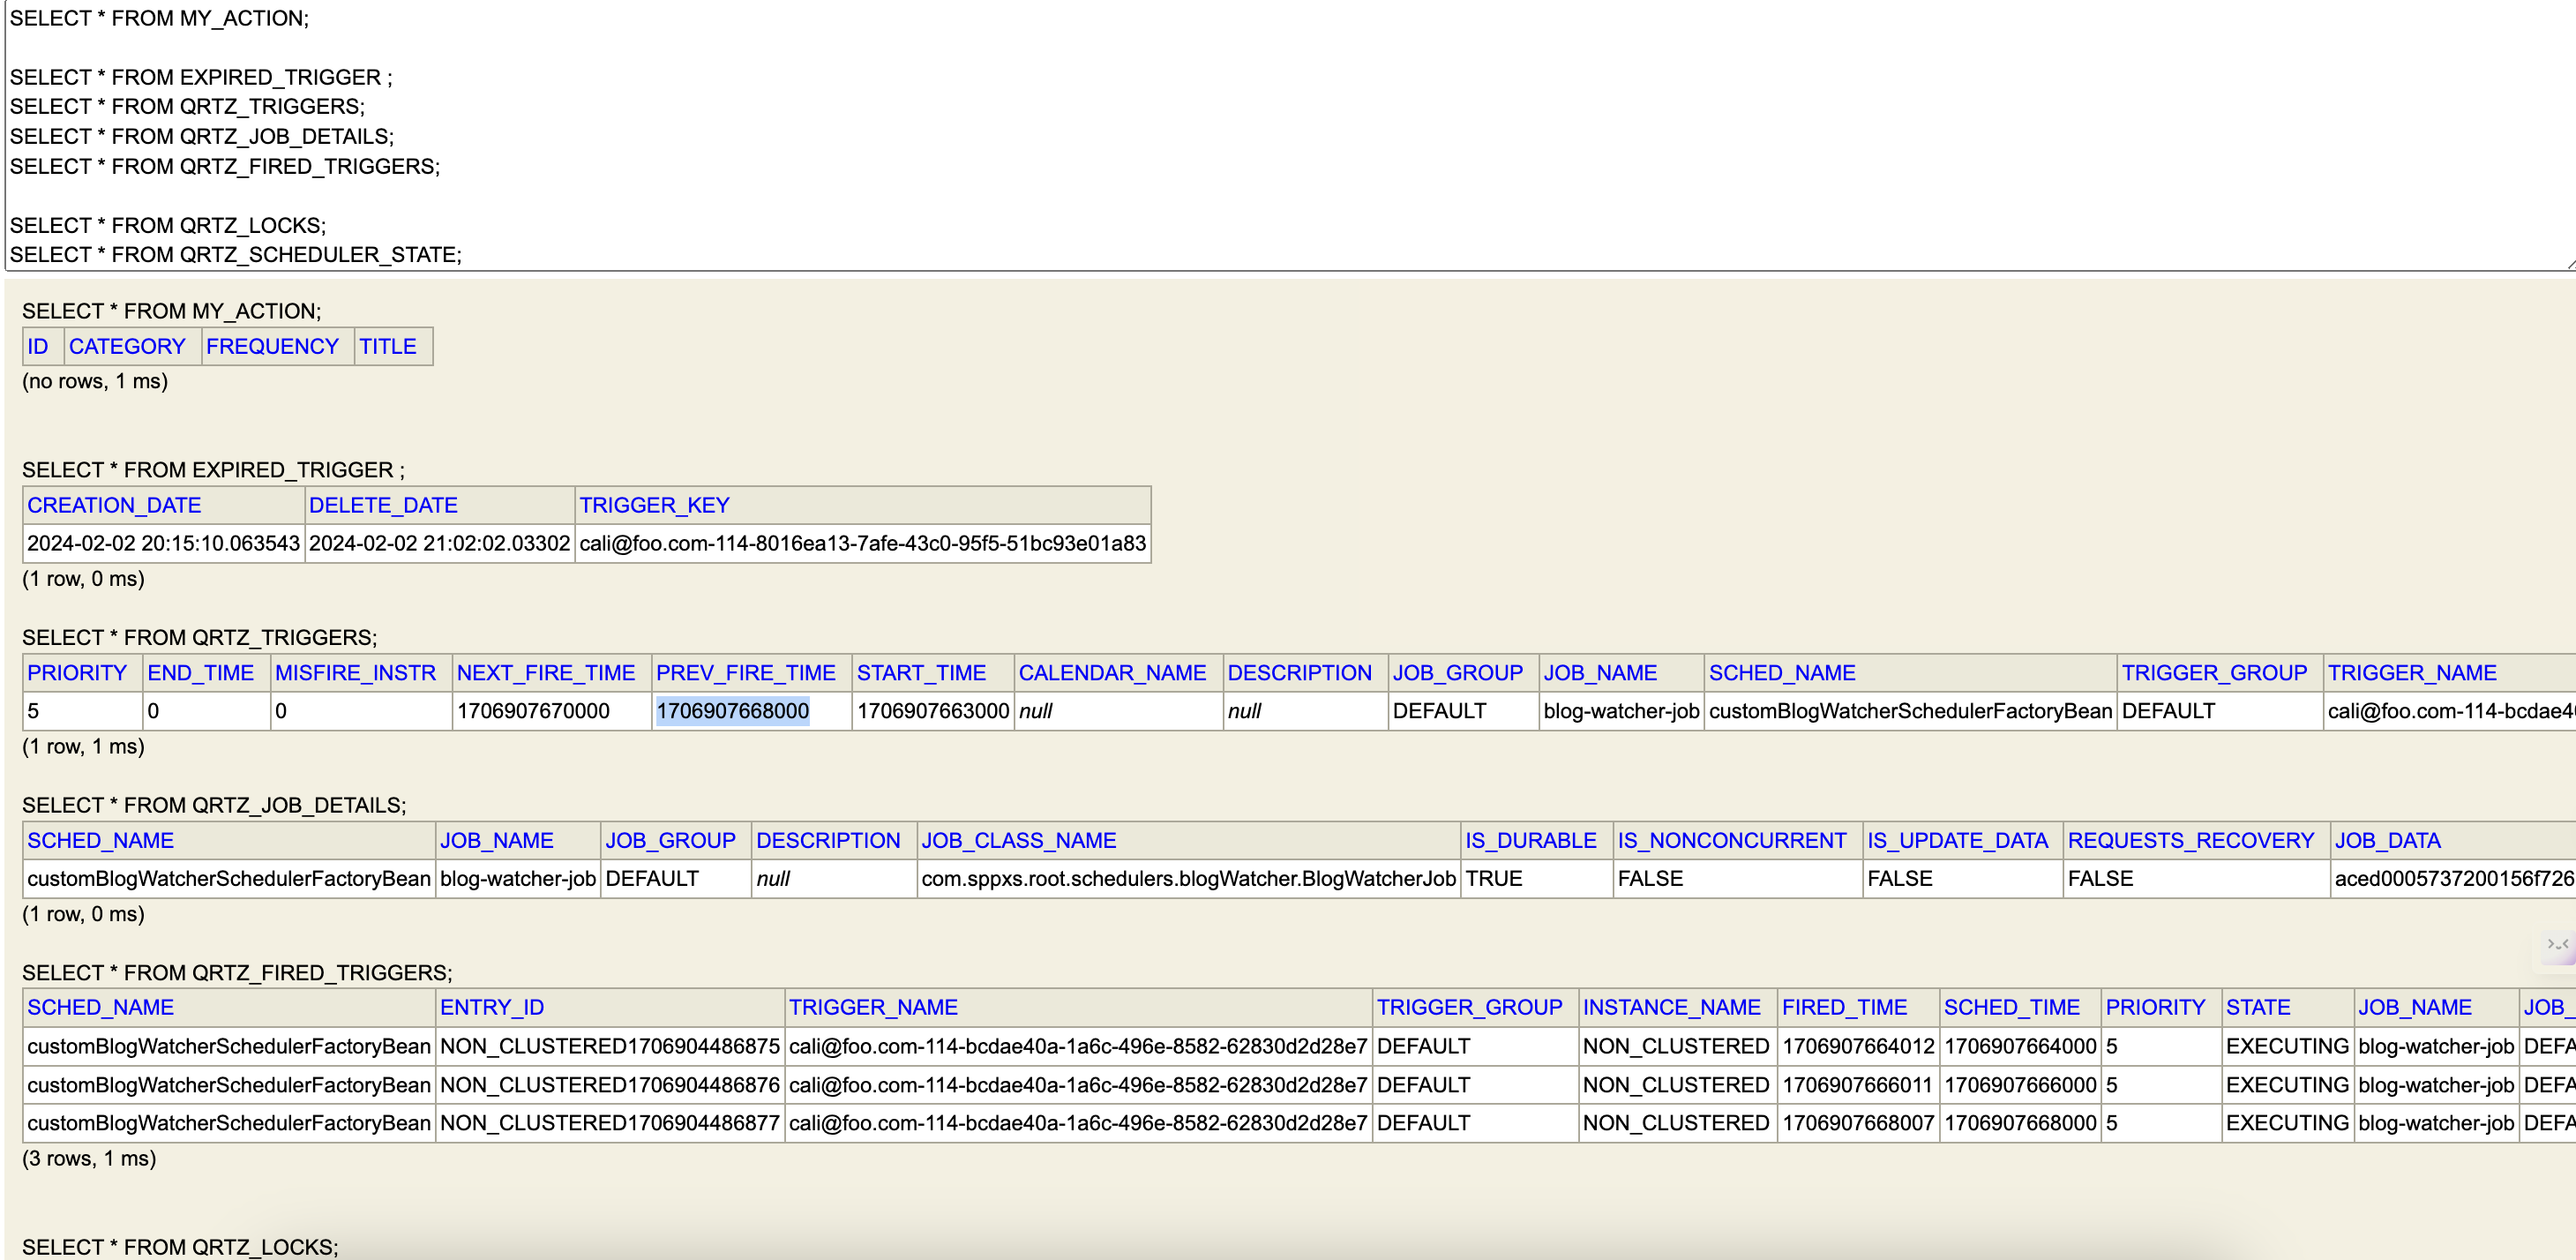 SELECT * FROM MY_ACTION;
SELECT * FROM EXPIRED_TRIGGER ;
SELECT * FROM QRTZ_TRIGGERS;
SELECT * FROM QRTZ_JOB_DETAILS;
SELECT * FROM QRTZ_FIRED_TRIGGERS;
SELECT * FROM QRTZ_LOCKS;
SELECT * FROM QRTZ_SCHEDULER_STATE;
SELECT * FROM MY_ACTION;
ID CATEGORY FREQUENCY TITLE
(no rows, 1 ms)
SELECT * FROM EXPIRED_TRIGGER ;
CREATION_DATE DELETE_DATE TRIGGER_KEY
2024-02-02 20:15:10.063543 2024-02-02 21:02:02.03302 cali@foo.com-114-8016ea13-7afe-43c0-95f5-51bc93e01a83
(1 row, 0 ms)
SELECT * FROM QRTZ_TRIGGERS;
PRIORITY END_TIME MISFIRE_INSTR NEXT_FIRE_TIME PREV_FIRE_TIME START_TIME CALENDAR_NAME DESCRIPTION JOB_GROUP JOB_NAME SCHED_NAME TRIGGER_GROUP TRIGGER_NAME
5 0 0 1706907670000 1706907668000 1706907663000 null null DEFAULT blog-watcher-job customBlogWatcherSchedulerFactoryBean DEFAULT cali@foo.com-114-bcdae4
(1 row, 1 ms)
SELECT * FROM QRTZ_JOB_DETAILS;
SCHED_NAME JOB_NAME JOB_GROUP DESCRIPTION JOB_CLASS_NAME IS_DURABLE IS_NONCONCURRENT IS_UPDATE_DATA REQUESTS_RECOVERY JOB_DATA
customBlogWatcherSchedulerFactoryBean blog-watcher-job DEFAULT null com.sppxs.root.schedulers.blogWatcher.BlogWatcherJob TRUE FALSE FALSE FALSE aced0005737200156f726
(1 row, 0 ms)
SELECT * FROM QRTZ_FIRED_TRIGGERS;
SCHED_NAME ENTRY_ID TRIGGER_NAME TRIGGER_GROUP INSTANCE_NAME FIRED_TIME SCHED_TIME PRIORITY STATE JOB_NAME JOB_
customBlogWatcherSchedulerFactoryBean NON_CLUSTERED1706904486875 cali@foo.com-114-bcdae40a-1a6c-496e-8582-62830d2d28e7 DEFAULT NON_CLUSTERED 1706907664012 1706907664000 5 EXECUTING blog-watcher-job DEFA
customBlogWatcherSchedulerFactoryBean NON_CLUSTERED1706904486876 cali@foo.com-114-bcdae40a-1a6c-496e-8582-62830d2d28e7 DEFAULT NON_CLUSTERED 1706907666011 1706907666000 5 EXECUTING blog-watcher-job DEFA
customBlogWatcherSchedulerFactoryBean NON_CLUSTERED1706904486877 cali@foo.com-114-bcdae40a-1a6c-496e-8582-62830d2d28e7 DEFAULT NON_CLUSTERED 1706907668007 1706907668000 5 EXECUTING blog-watcher-job DEFA
(3 rows, 1 ms)
SELECT * FROM QRTZ_LOCKS;